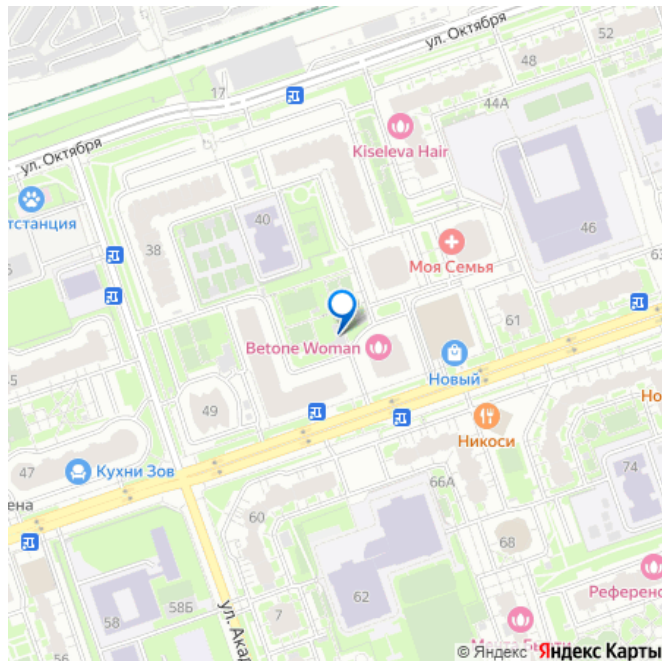 ул. Октября
52
48
17
44А
Kiseleva Hair
ул. Октября
40
46
тстанция
38
Моя Семья
63
61
Betone Woman
Новый
45
49
Никоси
Но
47
Кухни Зов
66А
74
ена
60
68
58
58Б
62
7
Референс
ул. Акад
© Яндекс Яндекс Карты